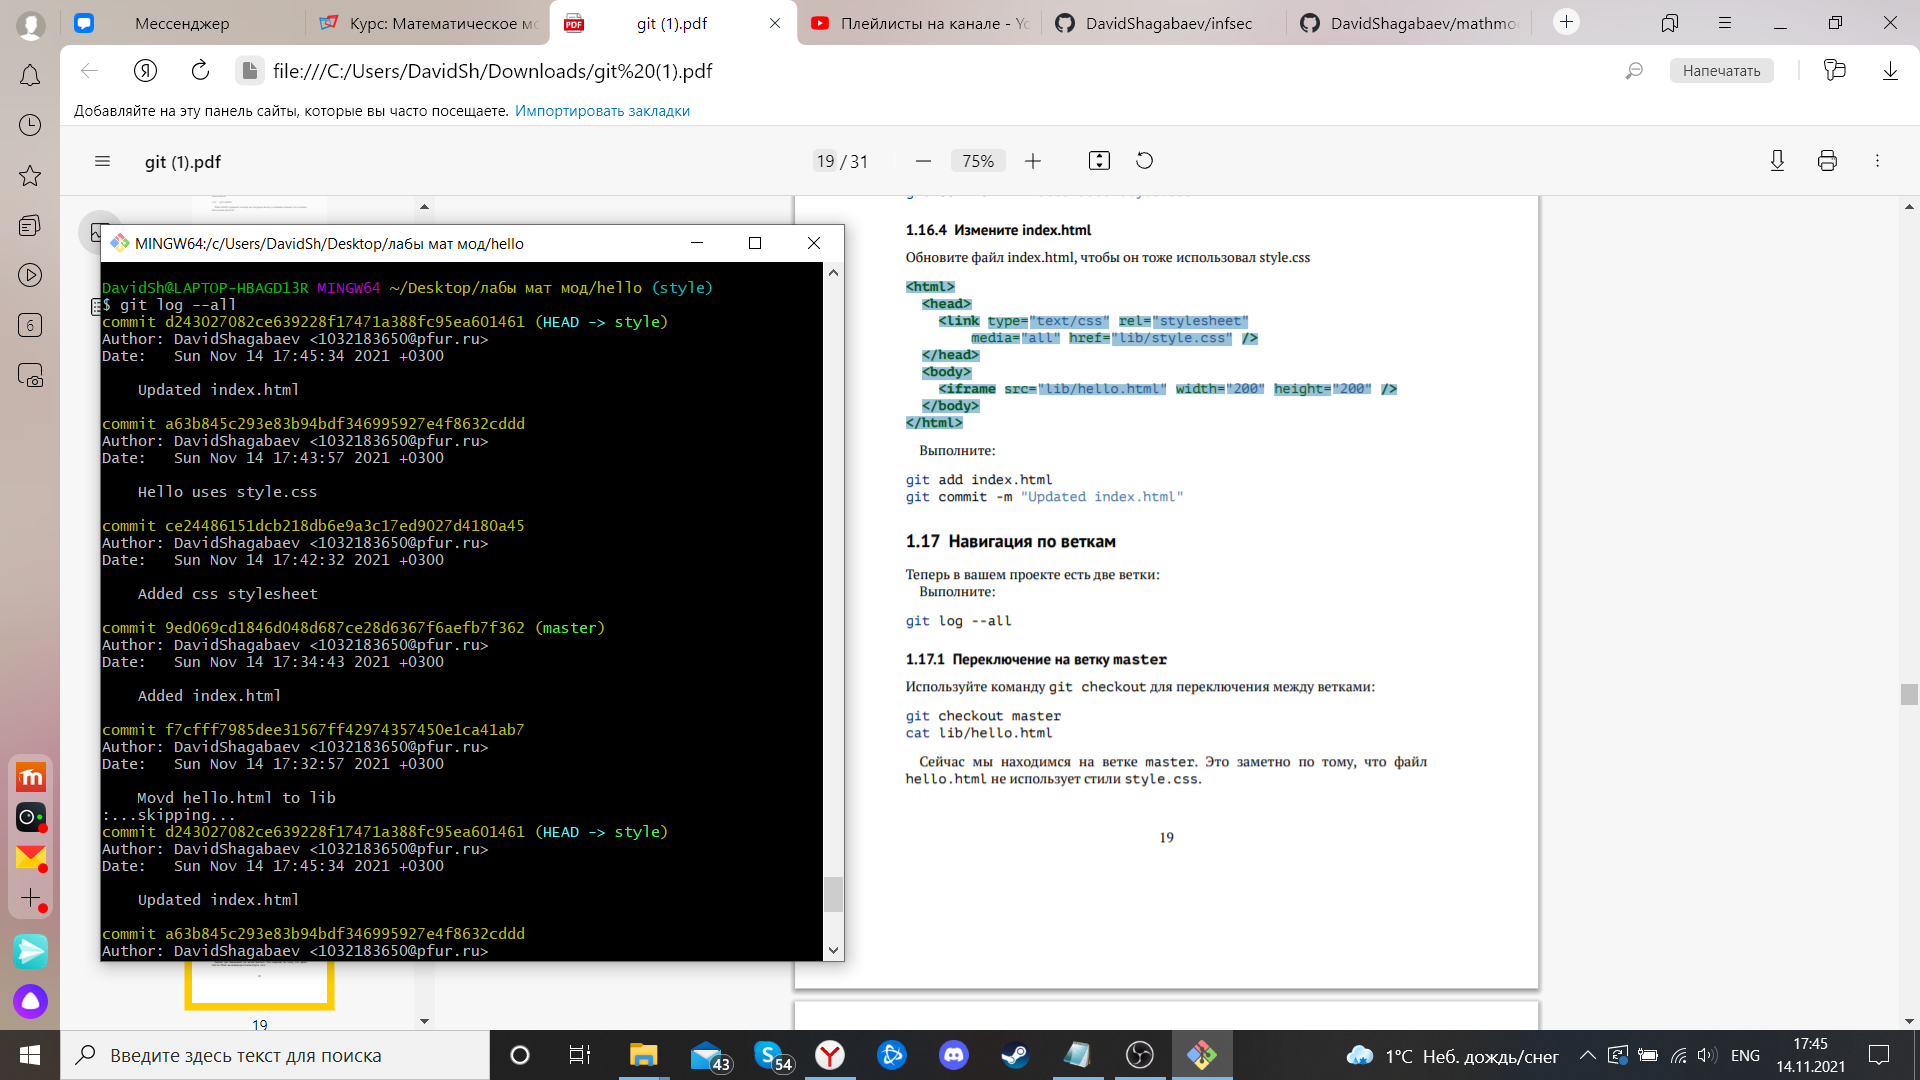 Мессенджер
Курс: Математическое мо
git (1).pdf
Плейлисты на канале - Yo
DavidShagabaev/infsec
DavidShagabaev/mathmo
file:///C:/Users/DavidSh/Downloads/git%20(1).pdf
Напечатать
Добавляйте на эту панель сайты, которые вы часто посещаете. Импортировать закладки
git (1).pdf
19 / 31
75%
MINGW64:/c/Users/DavidSh/Desktop/лабы мат мод/hello
DavidSh@LAPTOP-HBAGD13R MINGW64 ~/Desktop/лабы мат мод/hello (style)
$ git log --all
commit d243027082ce639228f17471a388fc95ea601461 (HEAD -> style)
Author: DavidShagabaev <1032183650@pfur.ru>
Date:   Sun Nov 14 17:45:34 2021 +0300
Updated index.html
commit a63b845c293e83b94bdf346995927e4f8632cddd
Author: DavidShagabaev <1032183650@pfur.ru>
Date:   Sun Nov 14 17:43:57 2021 +0300
Hello uses style.css
commit ce24486151dcb218db6e9a3c17ed9027d4180a45
Author: DavidShagabaev <1032183650@pfur.ru>
Date:   Sun Nov 14 17:42:32 2021 +0300
Added css stylesheet
commit 9ed069cd1846d048d687ce28d6367f6aefb7f362 (master)
Author: DavidShagabaev <1032183650@pfur.ru>
Date:   Sun Nov 14 17:34:43 2021 +0300
Added index.html
commit f7cfff7985dee31567ff42974357450e1ca41ab7
Author: DavidShagabaev <1032183650@pfur.ru>
Date:   Sun Nov 14 17:32:57 2021 +0300
Movd hello.html to lib
:...skipping...
commit d243027082ce639228f17471a388fc95ea601461 (HEAD -> style)
Author: DavidShagabaev <1032183650@pfur.ru>
Date:   Sun Nov 14 17:45:34 2021 +0300
Updated index.html
commit a63b845c293e83b94bdf346995927e4f8632cddd
Author: DavidShagabaev <1032183650@pfur.ru>
1.16.4 Измените index.html
Обновите файл index.html, чтобы он тоже использовал style.css
<html>
<head>
<link type="text/css" rel="stylesheet"
media="all" href="lib/style.css" />
</head>
<body>
<iframe src="lib/hello.html" width="200" height="200" />
</body>
</html>
Выполните:
git add index.html
git commit -m "Updated index.html"
1.17 Навигация по веткам
Теперь в вашем проекте есть две ветки:
Выполните:
git log --all
1.17.1 Переключение на ветку master
Используйте команду git checkout для переключения между ветками:
git checkout master
cat lib/hello.html
Сейчас мы находимся на ветке master. Это заметно по тому, что файл
hello.html не использует стили style.css.
19
19
6
Введите здесь текст для поиска
43
54
1°C Неб. дождь/снег
ENG
17:45
14.11.2021